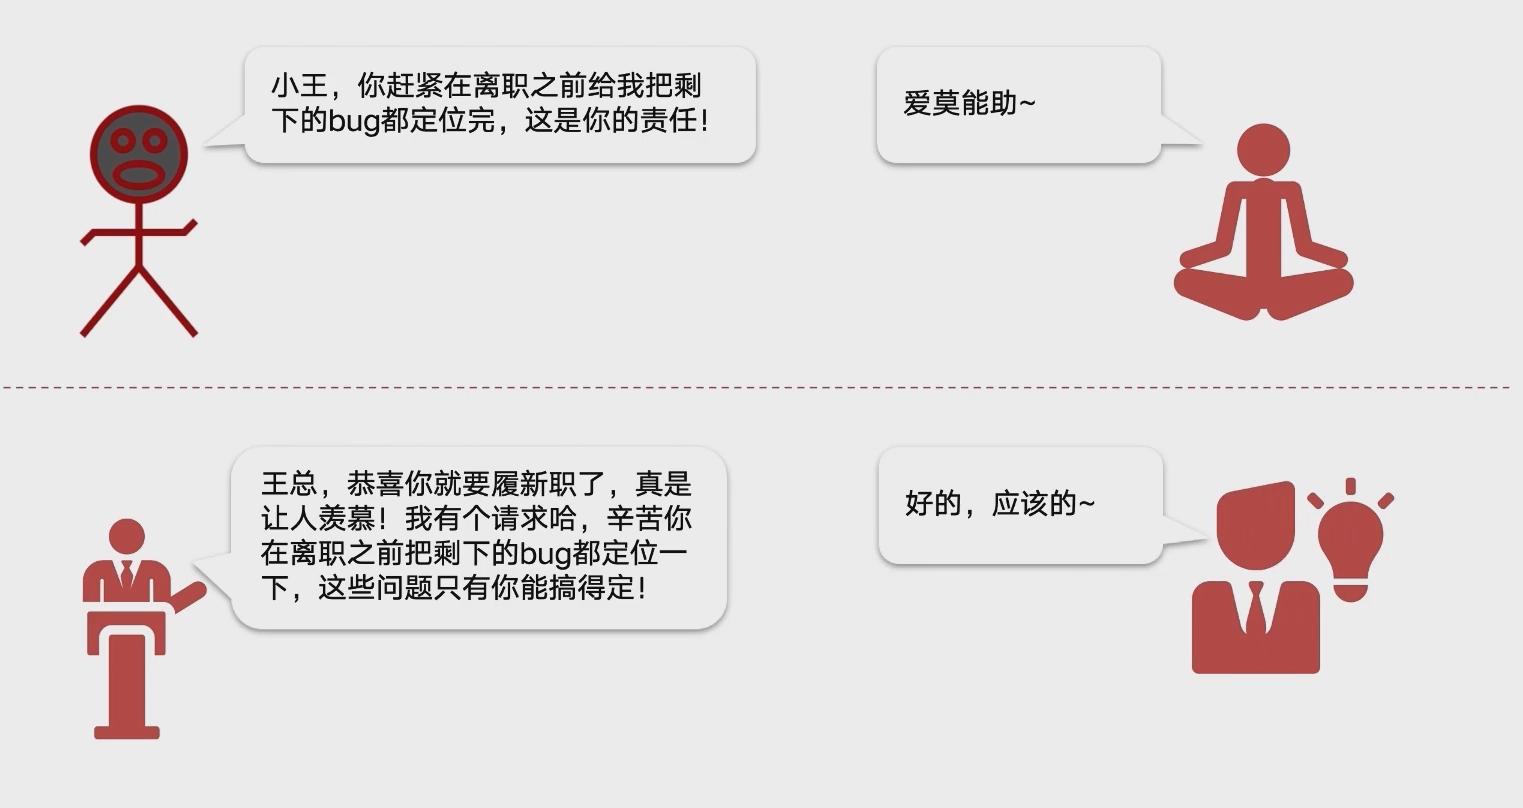 小王，你赶紧在离职之前给我把剩
下的bug都定位完，这是你的责任！
爱莫能助~
王总，恭喜你就要履新职了，真是
让人羡慕！我有个请求哈，辛苦你
在离职之前把剩下的bug都定位一
下，这些问题只有你能搞得定！
好的，应该的~